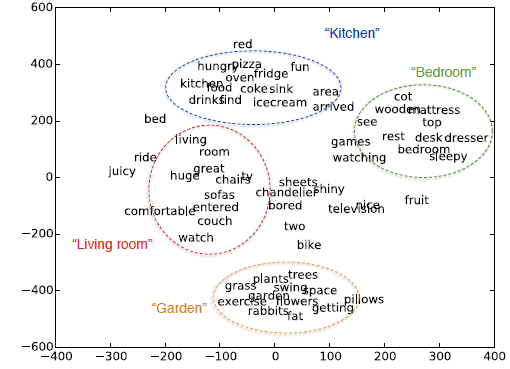 600
red
"Kitchen"
400
hungry pizza fun
oven fridge
"Bedroom"
kitchen food coke sink area
cot
drinks find icecream arrived
wooden mattress
200
bed
see top
living
games rest desk dresser
room
bedroom
ride
watching sleepy
juicy
great
huge chairs tv
0
sheets
sofas
chandelier shiny
fruit
comfortable entered bored
television nice
couch
two
watch
-200
"Living room"
bike
plants trees
grass swing space
garden
-400
"Garden"
exercise flowers pillows
rabbits getting
fat
-600
-400 -300 -200 -100 0 100 200 300 400